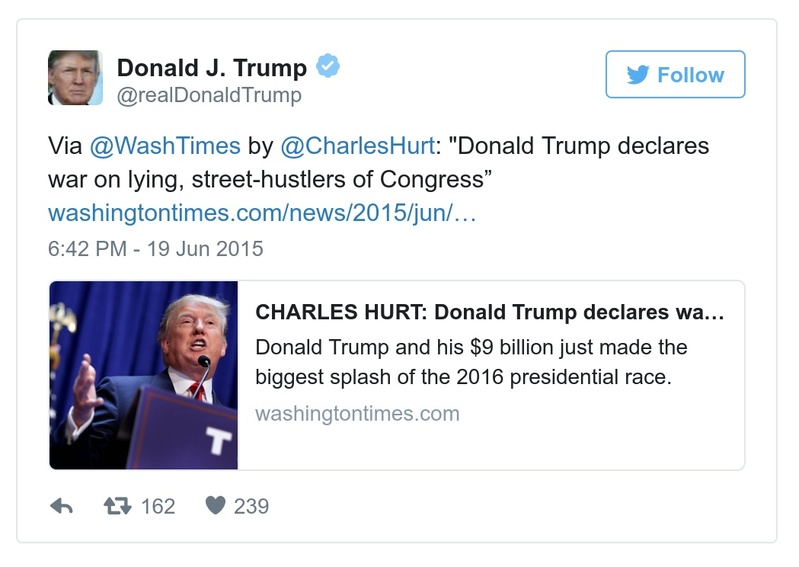 Donald J. Trump
@realDonaldTrump
Follow
Via @WashTimes by @CharlesHurt: "Donald Trump declares
war on lying, street-hustlers of Congress”
washingtontimes.com/news/2015/jun/…
6:42 PM - 19 Jun 2015
CHARLES HURT: Donald Trump declares wa…
Donald Trump and his $9 billion just made the
biggest splash of the 2016 presidential race.
washingtontimes.com
T
162 239